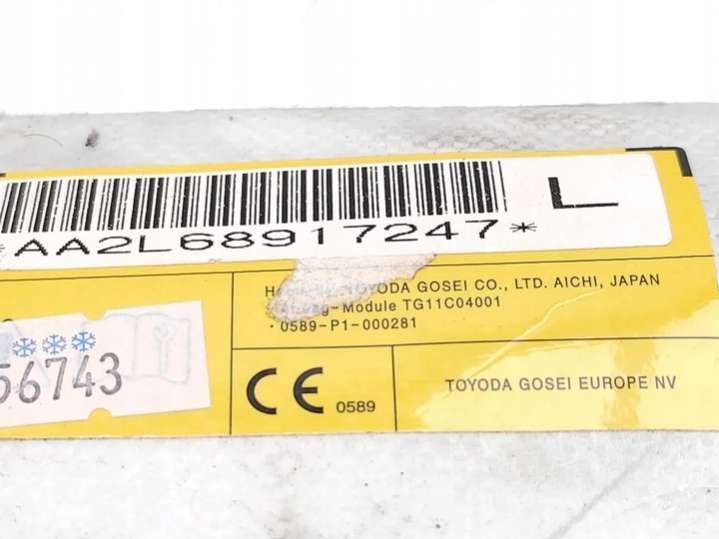 *AA2L68917247*
L
TOYODA GOSEI CO., LTD. AICHI, JAPAN
-Module TG11C04001
· 0589-P1-000281
56743
CE 0589
TOYODA GOSEI EUROPE NV